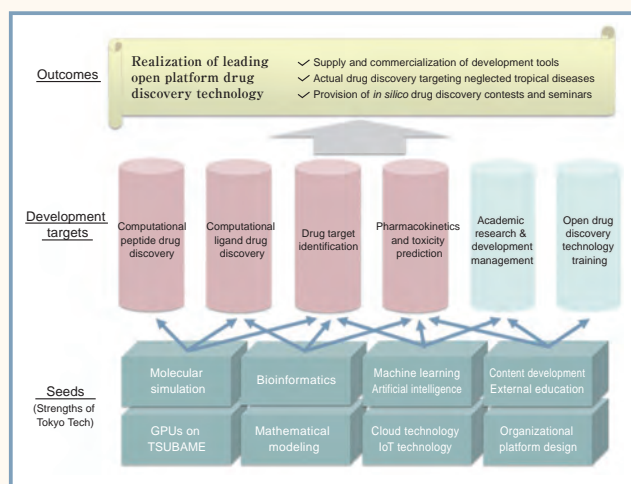 Outcomes
Realization of leading
open platform drug
discovery technology
✓ Supply and commercialization of development tools
✓ Actual drug discovery targeting neglected tropical diseases
✓ Provision of in silico drug discovery contests and seminars
Development
targets
Computational
peptide drug
discovery
Computational
ligand drug
discovery
Drug target
identification
Pharmacokinetics
and toxicity
prediction
Academic
research &
development
management
Open drug
discovery
technology
training
Seeds
(Strengths of
Tokyo Tech)
Molecular
simulation
Bioinformatics
Machine learning
Artificial intelligence
Content development
External education
GPUs on
TSUBAME
Mathematical
modeling
Cloud technology
IoT technology
Organizational
platform design